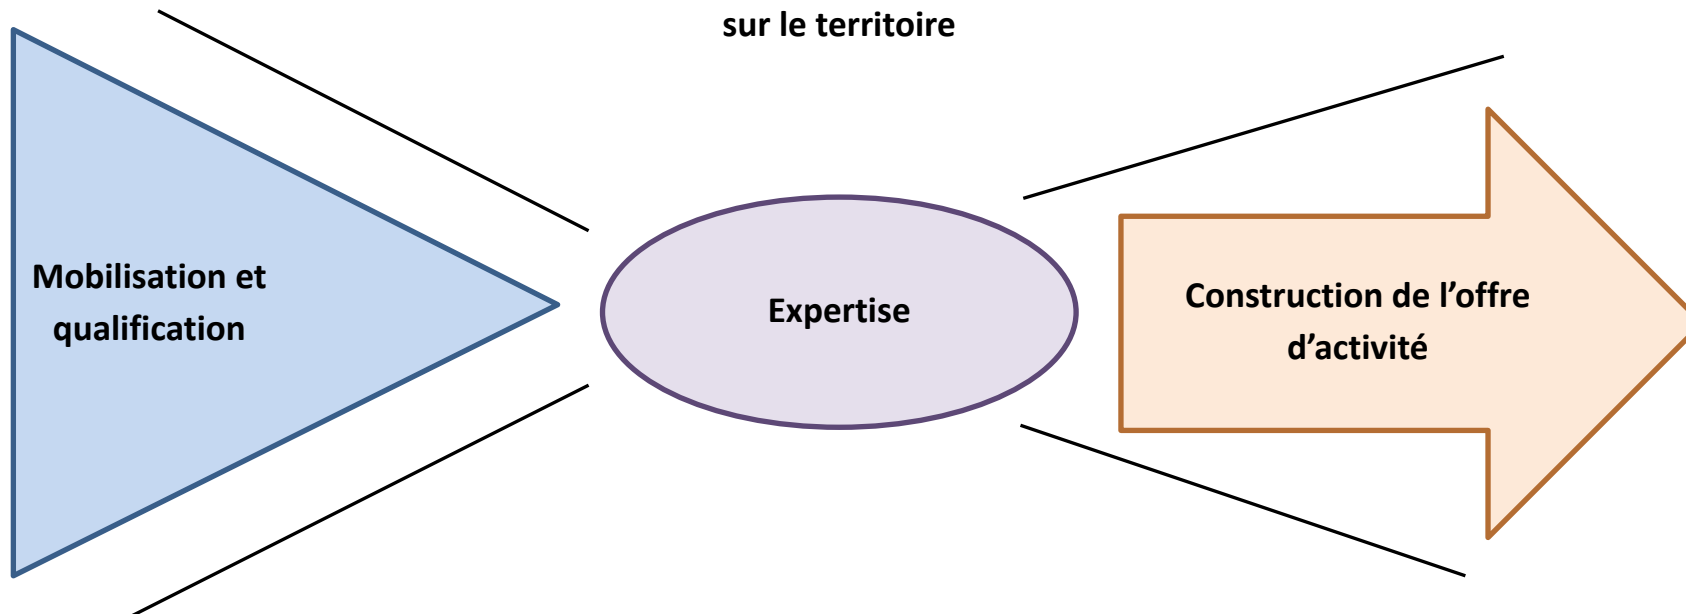 sur le territoire
Mobilisation et
qualification
Expertise
Construction de l’offre
d’activité